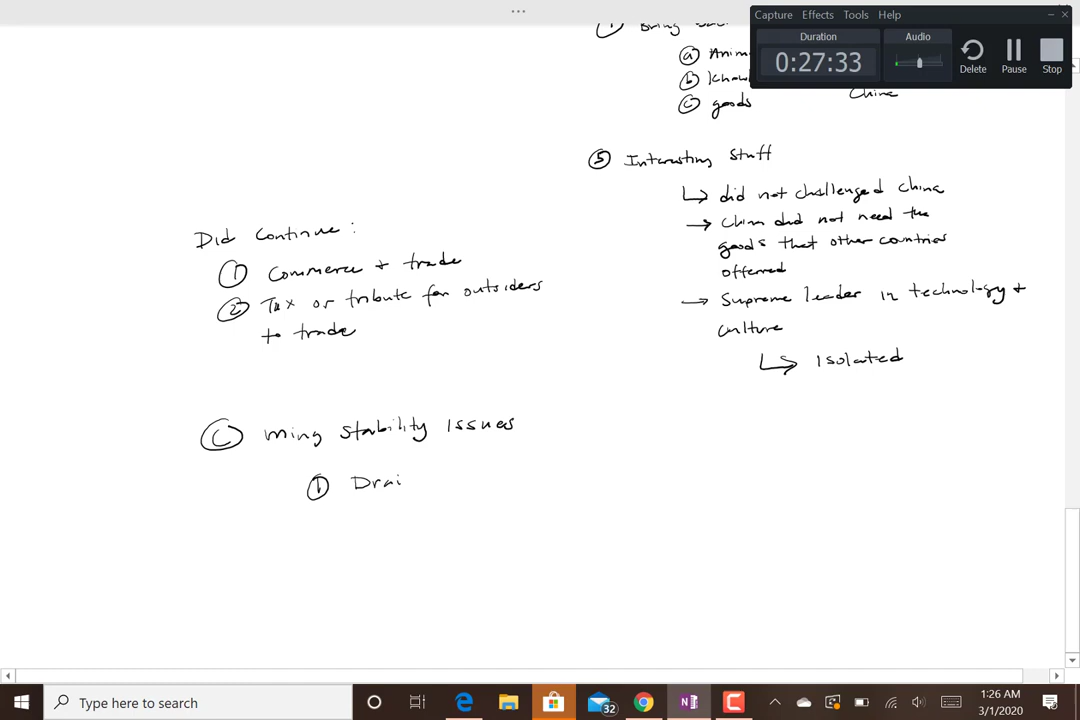 Capture Effects Tools Help
Duration
Audio
0:27:33
Delete Pause Stop
① Bring
ⓐ
ⓑ
ⓒ goods
China
⑤ Interesting Stuff
↳ did not challenged China
→ China did not need the
goods that other countries
offerred
→ Supreme leader in technology +
culture
↳ Isolated
Did continue:
① Commerce + trade
② Tax or tribute for outsiders
to trade
Ⓒ Ming stability Issues
① Drai
Type here to search
32
1:26 AM
3/1/2020